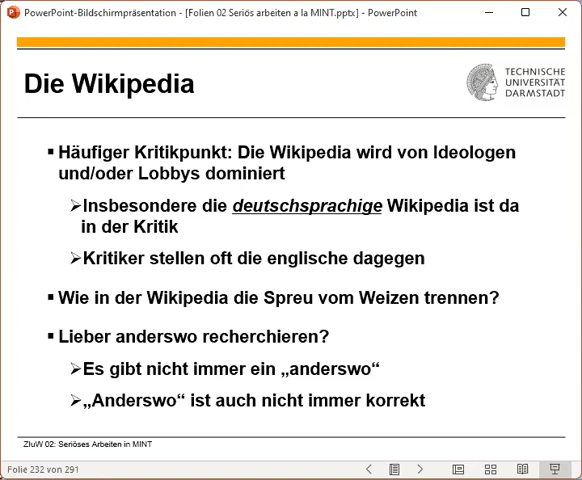 PowerPoint-Bildschirmpräsentation - [Folien 02 Seriös arbeiten a la MINT.pptx] - PowerPoint
Die Wikipedia
TECHNISCHE
UNIVERSITÄT
DARMSTADT
▪ Häufiger Kritikpunkt: Die Wikipedia wird von Ideologen
und/oder Lobbys dominiert
➢Insbesondere die deutschsprachige Wikipedia ist da
in der Kritik
➢Kritiker stellen oft die englische dagegen
▪ Wie in der Wikipedia die Spreu vom Weizen trennen?
▪ Lieber anderswo recherchieren?
➢Es gibt nicht immer ein „anderswo“
➢„Anderswo“ ist auch nicht immer korrekt
ZIuW 02: Seriöses Arbeiten in MINT
Folie 232 von 291